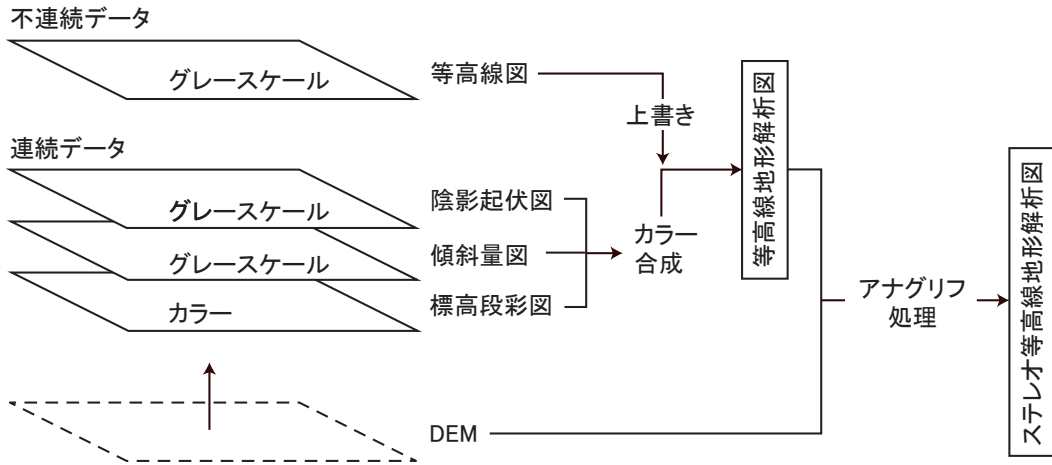 不連続データ
グレースケール
等高線図
上書き
連続データ
グレースケール
陰影起伏図
グレースケール
傾斜量図
カラー
標高段彩図
カラー
合成
等高線地形解析図
DEM
アナグリフ
処理
ステレオ等高線地形解析図